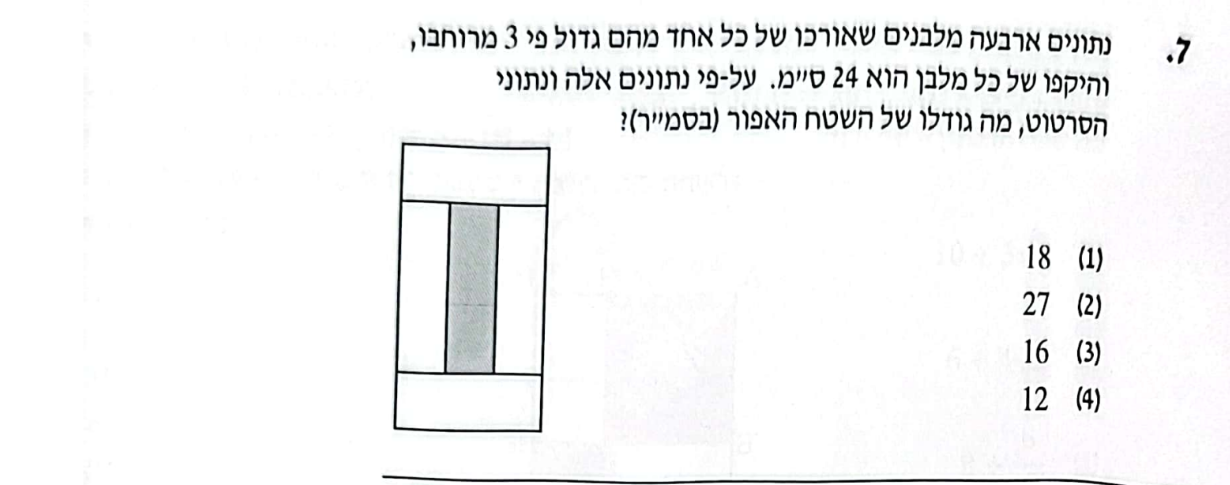 7. נתונים ארבעה מלבנים שאורכו של כל אחד מהם גדול פי 3 מרוחבו,
והיקפו של כל מלבן הוא 24 ס״מ. על-פי נתונים אלה ונתוני
הסרטוט, מה גודלו של השטח האפור (בסמ״ר)?
(1) 18
(2) 27
(3) 16
(4) 12